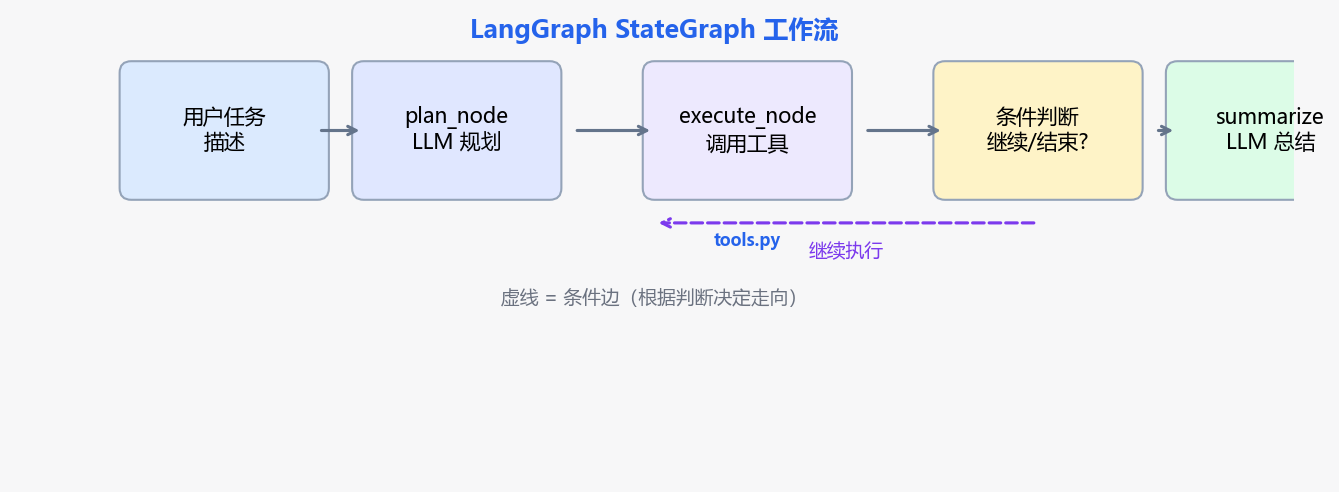 LangGraph StateGraph 工作流
用户任务
描述
plan_node
LLM 规划
execute_node
调用工具
条件判断
继续/结束?
summarize
LLM 总结
tools.py
继续执行
虚线 = 条件边（根据判断决定走向）